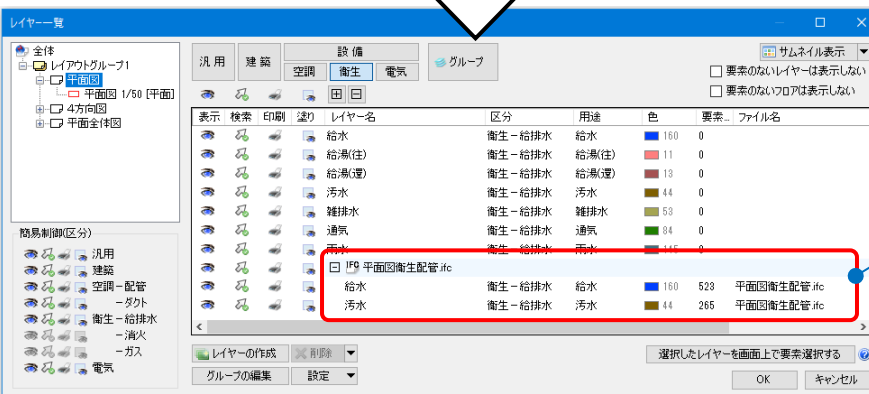 レイヤー一覧
全体
レイアウトグループ1
平面図
平面図 1/50 [平面]
4方向図
平面全体図
簡易制御(区分)
汎用
建築
空調－配管
－ダクト
衛生－給排水
－消火
－ガス
電気
汎用 建築 設備 グループ サムネイル表示
空調 衛生 電気
要素のないレイヤーは表示しない
要素のないフロアは表示しない
表示 検索 印刷 塗り レイヤー名 区分 用途 色 要素... ファイル名
給水 衛生－給排水 給水 160 0
給湯(往) 衛生－給排水 給湯(往) 11 0
給湯(還) 衛生－給排水 給湯(還) 13 0
汚水 衛生－給排水 汚水 44 0
雑排水 衛生－給排水 雑排水 53 0
通気 衛生－給排水 通気 84 0
雨水 衛生－給排水 雨水 145 0
IFC 平面図衛生配管.ifc
給水 衛生－給排水 給水 160 523 平面図衛生配管.ifc
汚水 衛生－給排水 汚水 44 265 平面図衛生配管.ifc
レイヤーの作成 削除 選択したレイヤーを画面上で要素選択する
グループの編集 設定 OK キャンセル